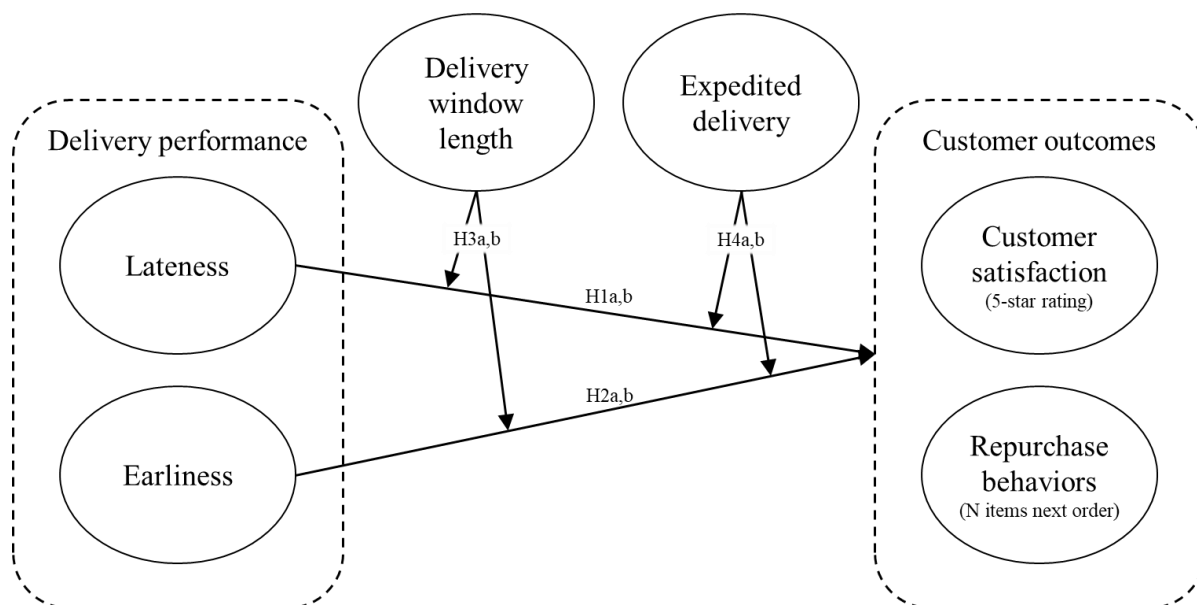 Delivery
window
length
Expedited
delivery
Delivery performance
Customer outcomes
H3a,b
H4a,b
Lateness
Customer
satisfaction
(5-star rating)
H1a,b
H2a,b
Earliness
Repurchase
behaviors
(N items next order)